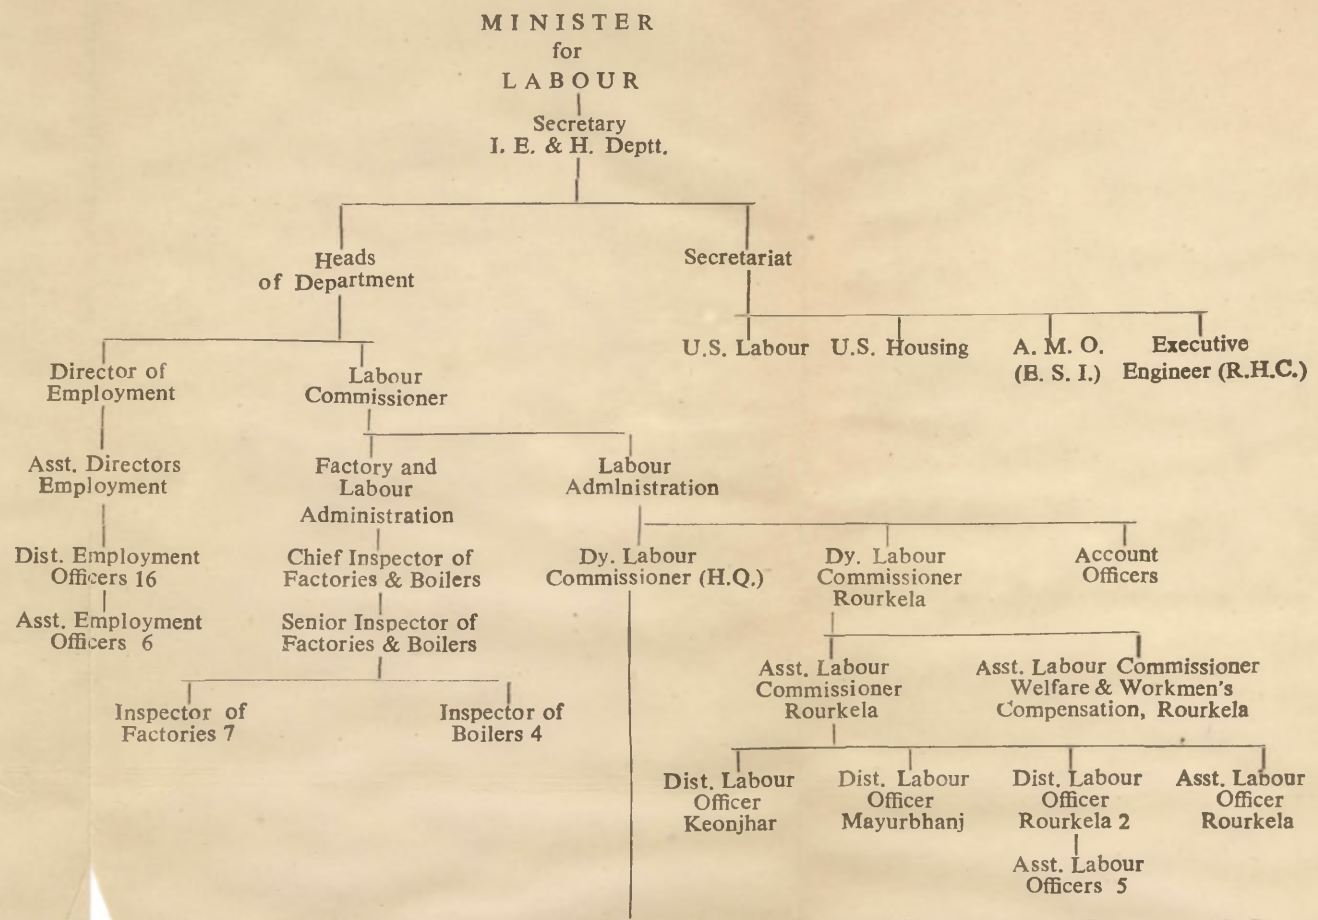 MINISTER
for
LABOUR
Secretary
I. E. & H. Deptt.
Heads
of Department
Secretariat
U.S. Labour
U.S. Housing
A. M. O.
(E. S. I.)
Executive
Engineer (R.H.C.)
Director of
Employment
Labour
Commissioner
Asst. Directors
Employment
Factory and
Labour
Administration
Labour
Administration
Dist. Employment
Officers 16
Chief Inspector of
Factories & Boilers
Dy. Labour
Commissioner (H.Q.)
Dy. Labour
Commissioner
Rourkela
Account
Officers
Asst. Employment
Officers 6
Senior Inspector of
Factories & Boilers
Asst. Labour
Commissioner
Rourkela
Asst. Labour Commissioner
Welfare & Workmen's
Compensation, Rourkela
Inspector of
Factories 7
Inspector of
Boilers 4
Dist. Labour
Officer
Keonjhar
Dist. Labour
Officer
Mayurbhanj
Dist. Labour
Officer
Rourkela 2
Asst. Labour
Officer
Rourkela
Asst. Labour
Officers 5